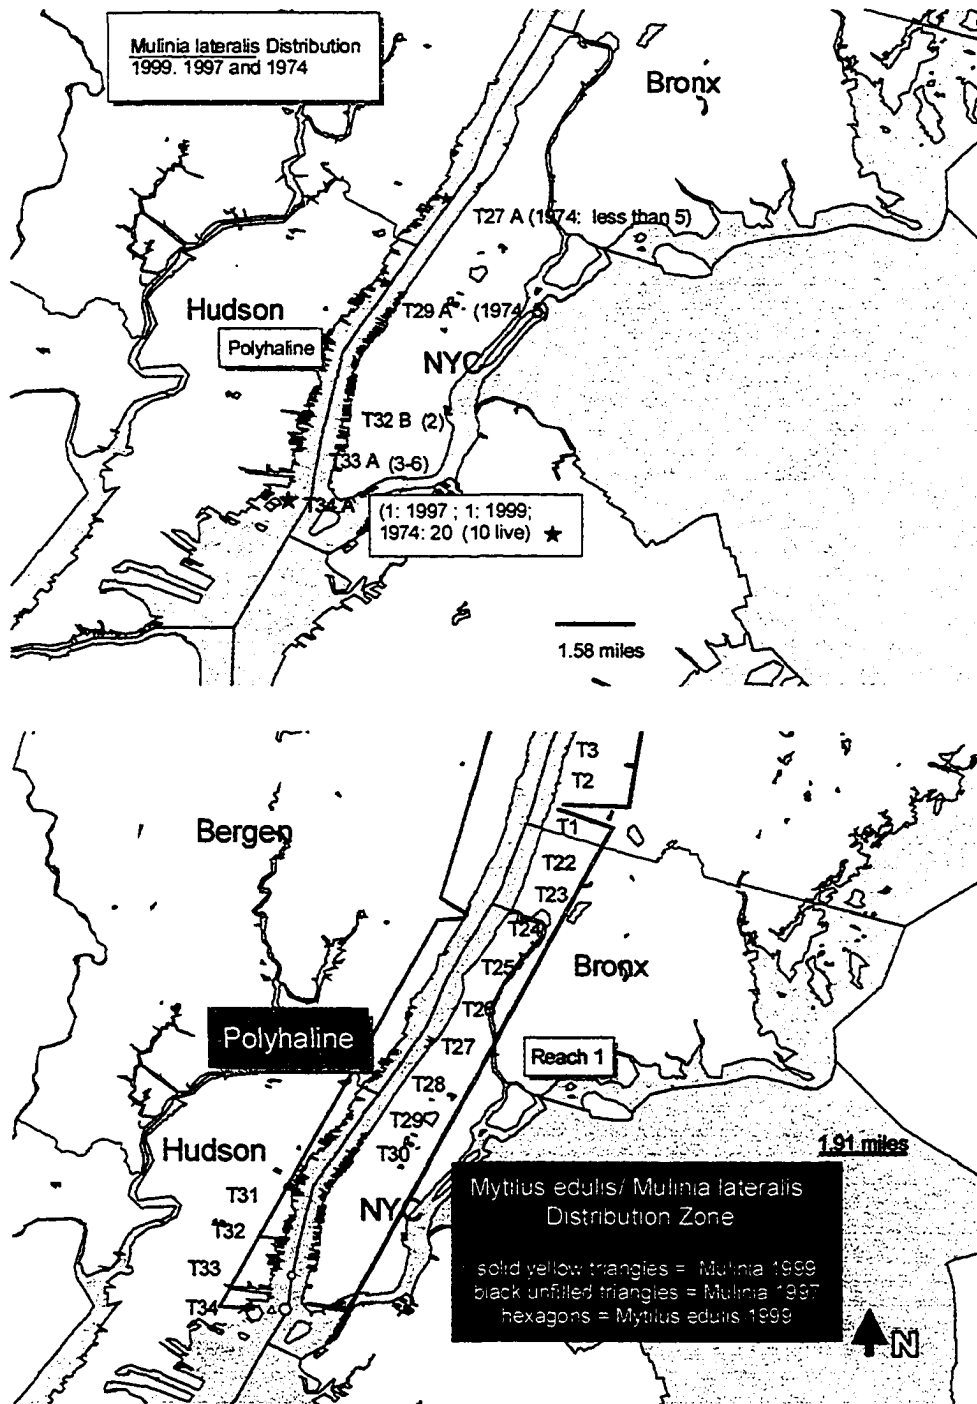 Mulinia lateralis Distribution
1999. 1997 and 1974
Bronx
T27 A (1974: less than 5)
Hudson
T29 A (1974: 5)
Polyhaline
NYC
T32 B (2)
T33 A (3-6)
T34 A
(1: 1997 ; 1: 1999;
1974: 20 (10 live) ★
1.58 miles
T3
T2
Bergen
T1
T22
T23
T24
T25
Bronx
T26
Polyhaline
T27
Reach 1
T28
T29
Hudson
T30
1.91 miles
T31
NYC
T32
T33
T34
Mytilus edulis/ Mulinia lateralis
Distribution Zone
solid yellow triangles = Mulinia 1999
black unfilled triangles = Mulinia 1997
hexagons = Mytilus edulis 1999
N